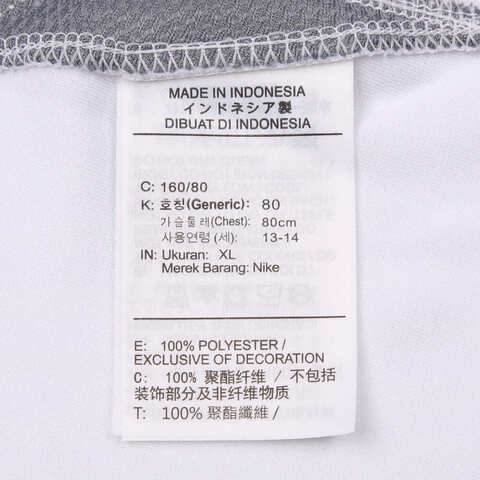 MADE IN INDONESIA
インドネシア製
DIBUAT DI INDONESIA
C: 160/80
K: 호칭(Generic): 80
가슴둘레(Chest): 80cm
사용연령 (세): 13-14
IN: Ukuran: XL
Merek Barang: Nike
E: 100% POLYESTER /
EXCLUSIVE OF DECORATION
C: 100% 聚酯纤维 / 不包括
装饰部分及非纤维物质
T: 100% 聚酯纖維 /